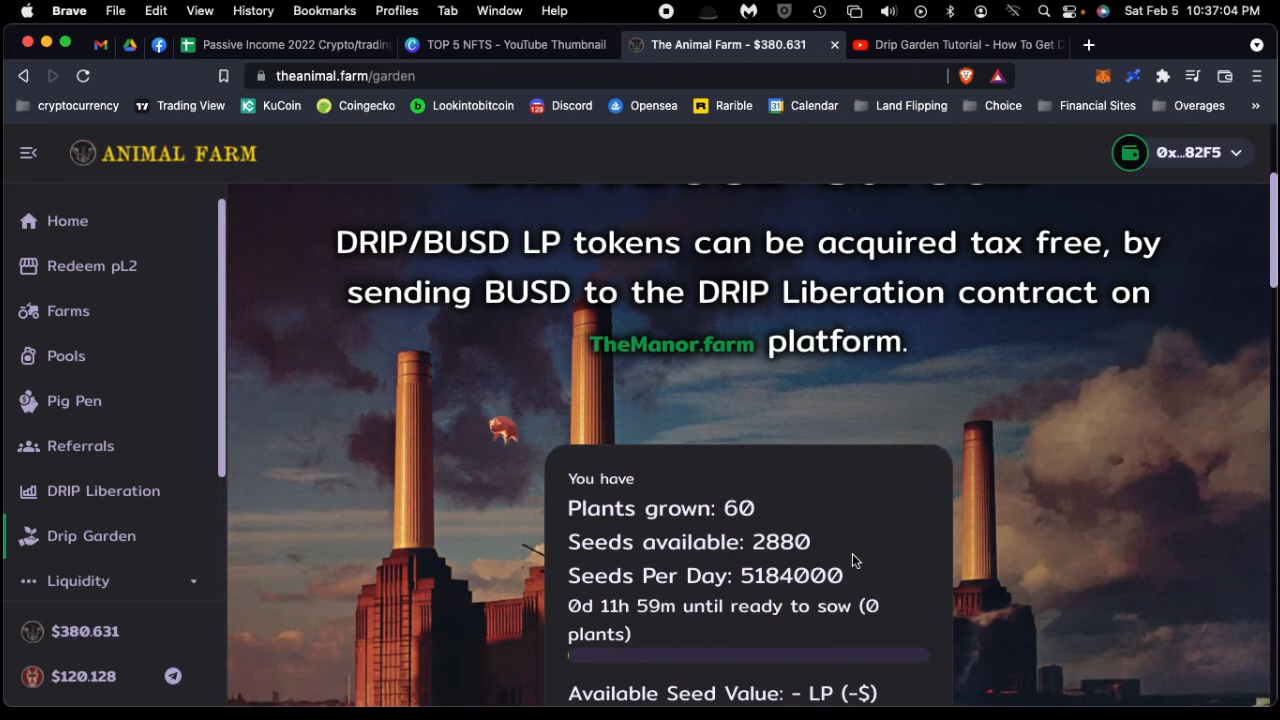 Brave File Edit View History Bookmarks Profiles Tab Window Help Sat Feb 5 10:37:04 PM
Passive Income 2022 Crypto/trading
TOP 5 NFTS - YouTube Thumbnail
The Animal Farm - $380.631
Drip Garden Tutorial - How To Get D
theanimal.farm/garden
cryptocurrency Trading View KuCoin Coingecko Lookintobitcoin 128 Discord Opensea Rarible 31 Calendar Land Flipping Choice Financial Sites Overages »
ANIMAL FARM
0x...82F5
Home
Redeem pL2
Farms
Pools
Pig Pen
Referrals
DRIP Liberation
Drip Garden
Liquidity
$380.631
$120.128
DRIP/BUSD LP tokens can be acquired tax free, by
sending BUSD to the DRIP Liberation contract on
TheManor.farm platform.
You have
Plants grown: 60
Seeds available: 2880
Seeds Per Day: 5184000
0d 11h 59m until ready to sow (0
plants)
Available Seed Value: - LP (-$)